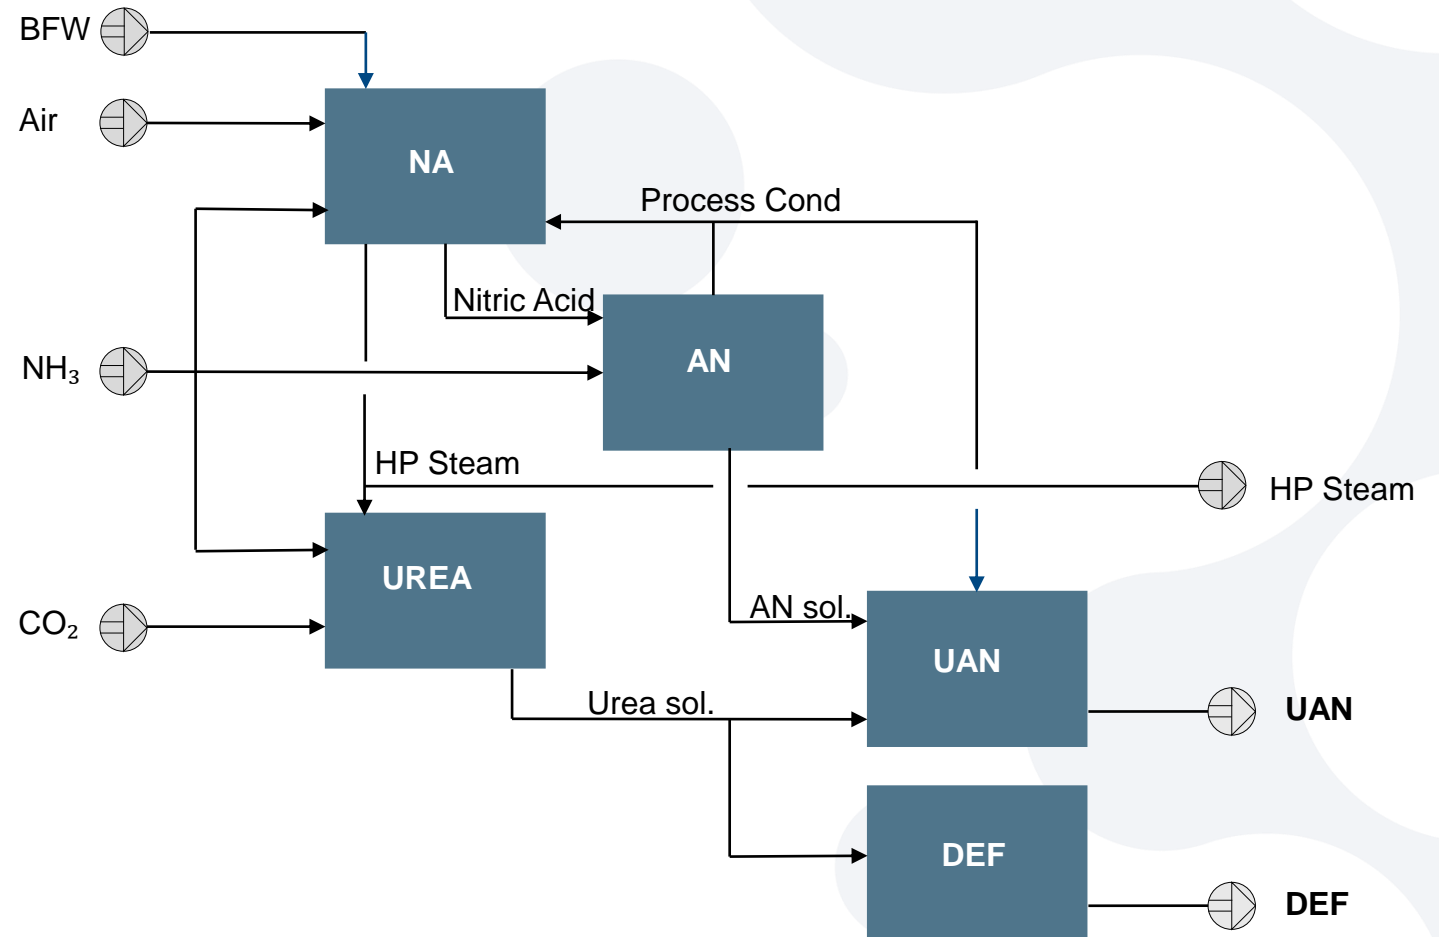 BFW
Air
NA
Process Cond
Nitric Acid
NH₃
AN
HP Steam
HP Steam
UREA
CO₂
AN sol.
UAN
Urea sol.
UAN
DEF
DEF